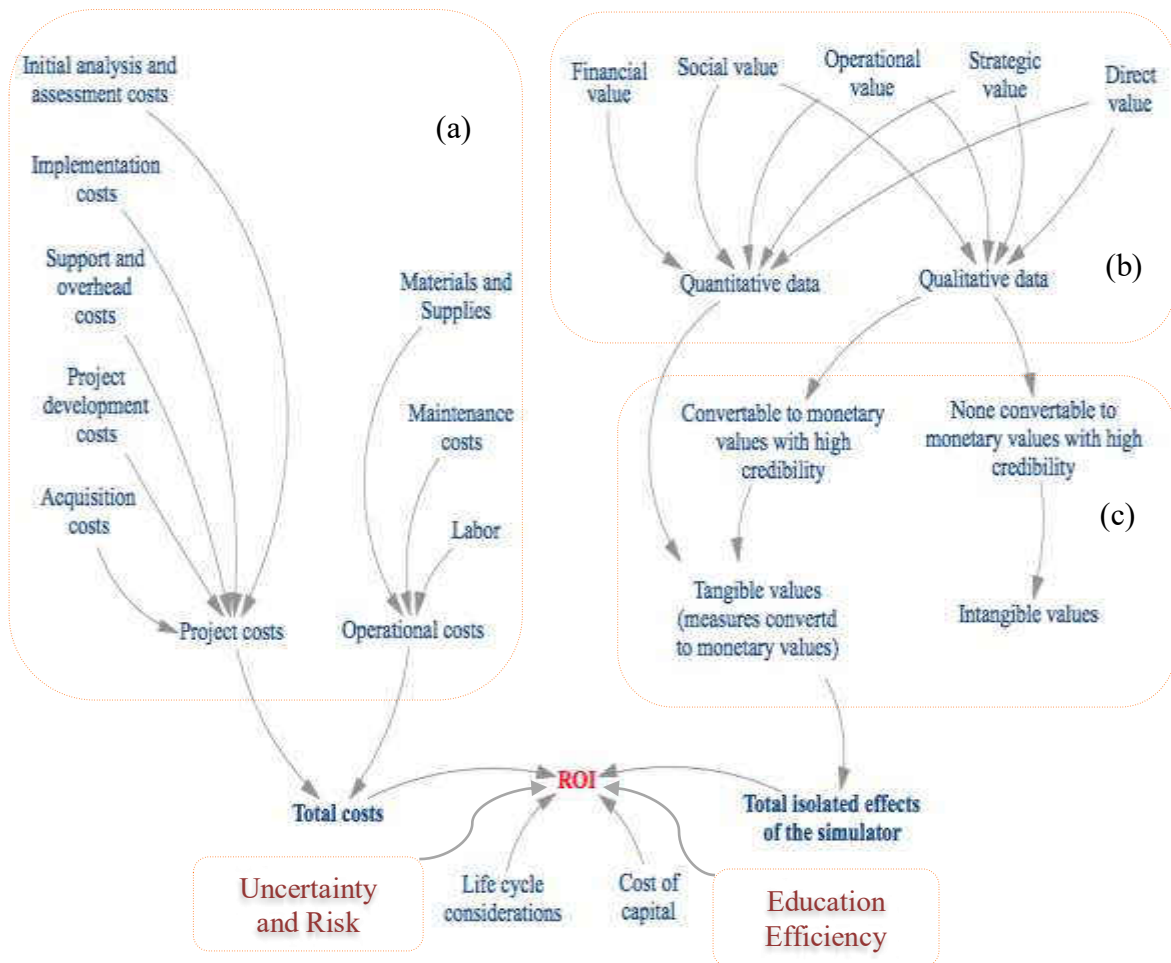 Initial analysis and
assessment costs
(a)
Implementation
costs
Support and
overhead
costs
Materials and
Supplies
Project
development
costs
Maintenance
costs
Acquisition
costs
Labor
Project costs
Operational costs
Financial
value
Social value
Operational
value
Strategic
value
Direct
value
Quantitative data
Qualitative data
(b)
Convertable to monetary
values with high
credibility
None convertable to
monetary values with high
credibility
(c)
Tangible values
(measures convertd
to monetary values)
Intangible values
Total costs
ROI
Total isolated effects
of the simulator
Uncertainty
and Risk
Life cycle
considerations
Cost of
capital
Education
Efficiency